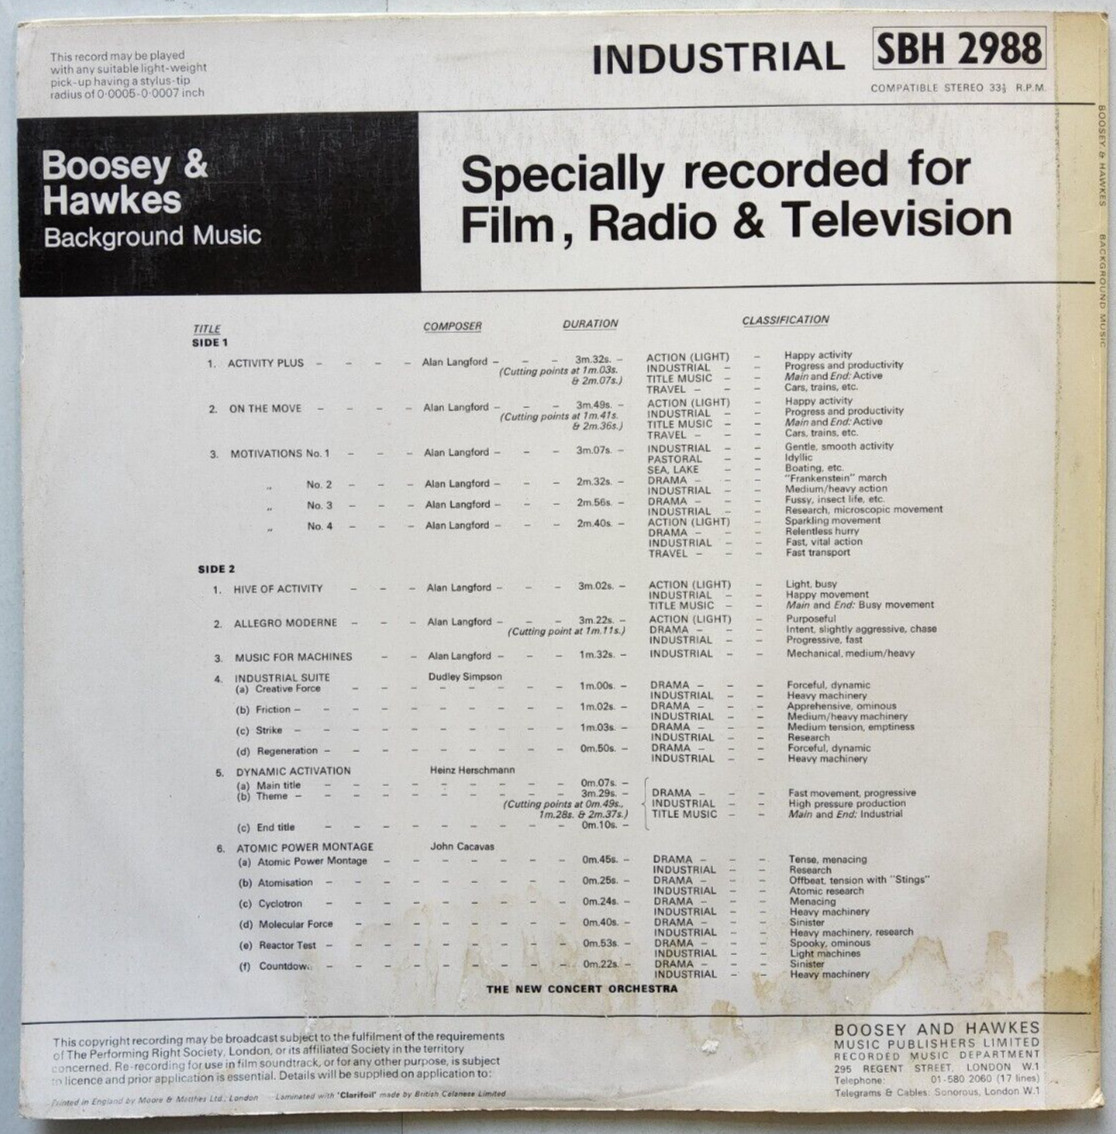 This record may be played
with any suitable light-weight
pick-up having a stylus-tip
radius of 0·0005-0·0007 inch
INDUSTRIAL SBH 2988
COMPATIBLE STEREO 33⅓ R.P.M.
Boosey &
Hawkes
Background Music
Specially recorded for
Film, Radio & Television
TITLE COMPOSER DURATION CLASSIFICATION
SIDE 1
1. ACTIVITY PLUS – – – – Alan Langford – – – 3m.32s. – ACTION (LIGHT) – Happy activity
(Cutting points at 1m.03s. INDUSTRIAL – – Progress and productivity
& 2m.07s.) TITLE MUSIC – – Main and End: Active
TRAVEL – – – Cars, trains, etc.
2. ON THE MOVE – – – – Alan Langford – – – 3m.49s. – ACTION (LIGHT) – Happy activity
(Cutting points at 1m.41s. INDUSTRIAL – – Progress and productivity
& 2m.36s.) TITLE MUSIC – – Main and End: Active
TRAVEL – – – Cars, trains, etc.
3. MOTIVATIONS No. 1 – – – Alan Langford – – – 3m.07s. – INDUSTRIAL – – Gentle, smooth activity
PASTORAL – – Idyllic
SEA, LAKE – – Boating, etc.
„ No. 2 – – – Alan Langford – – – 2m.32s. – DRAMA – – – "Frankenstein" march
INDUSTRIAL – – Medium/heavy action
„ No. 3 – – – Alan Langford – – – 2m.56s. – DRAMA – – – Fussy, insect life, etc.
INDUSTRIAL – – Research, microscopic movement
„ No. 4 – – – Alan Langford – – – 2m.40s. – ACTION (LIGHT) – Sparkling movement
DRAMA – – – Relentless hurry
INDUSTRIAL – – Fast, vital action
TRAVEL – – – Fast transport
SIDE 2
1. HIVE OF ACTIVITY – – – Alan Langford – – – 3m.02s. – ACTION (LIGHT) – Light, busy
INDUSTRIAL – – Happy movement
TITLE MUSIC – – Main and End: Busy movement
2. ALLEGRO MODERNE – – – Alan Langford – – – 3m.22s. – ACTION (LIGHT) – Purposeful
(Cutting point at 1m.11s.) DRAMA – – – Intent, slightly aggressive, chase
INDUSTRIAL – – Progressive, fast
3. MUSIC FOR MACHINES – – Alan Langford – – – 1m.32s. – INDUSTRIAL – – Mechanical, medium/heavy
4. INDUSTRIAL SUITE Dudley Simpson
(a) Creative Force – – – – – – – – 1m.00s. – DRAMA – – – Forceful, dynamic
INDUSTRIAL – – Heavy machinery
(b) Friction – – – – – – – – – 1m.02s. – DRAMA – – – Apprehensive, ominous
INDUSTRIAL – – Medium/heavy machinery
(c) Strike – – – – – – – – – 1m.03s. – DRAMA – – – Medium tension, emptiness
INDUSTRIAL – – Research
(d) Regeneration – – – – – – – – 0m.50s. – DRAMA – – – Forceful, dynamic
INDUSTRIAL – – Heavy machinery
5. DYNAMIC ACTIVATION Heinz Herschmann
(a) Main title – – – – – – – – 0m.07s. –
(b) Theme – – – – – – – – – 3m.29s. – DRAMA – – – Fast movement, progressive
(Cutting points at 0m.49s., INDUSTRIAL – – High pressure production
1m.28s. & 2m.37s.) TITLE MUSIC – – Main and End: Industrial
(c) End title – – – – – – – – 0m.10s. –
6. ATOMIC POWER MONTAGE John Cacavas
(a) Atomic Power Montage – – – – – – 0m.45s. – DRAMA – – – Tense, menacing
INDUSTRIAL – – Research
(b) Atomisation – – – – – – – – 0m.25s. – DRAMA – – – Offbeat, tension with "Stings"
INDUSTRIAL – – Atomic research
(c) Cyclotron – – – – – – – – 0m.24s. – DRAMA – – – Menacing
INDUSTRIAL – – Heavy machinery
(d) Molecular Force – – – – – – – 0m.40s. – DRAMA – – – Sinister
INDUSTRIAL – – Heavy machinery, research
(e) Reactor Test – – – – – – – – 0m.53s. – DRAMA – – – Spooky, ominous
INDUSTRIAL – – Light machines
(f) Countdown – – – – – – – – 0m.22s. – DRAMA – – – Sinister
INDUSTRIAL – – Heavy machinery
THE NEW CONCERT ORCHESTRA
This copyright recording may be broadcast subject to the fulfilment of the requirements
of The Performing Right Society, London, or its affiliated Society in the territory
concerned. Re-recording for use in film soundtrack, or for any other purpose, is subject
to licence and prior application is essential. Details will be supplied on application to:
Printed in England by Moore & Matthes Ltd., London Laminated with 'Clarifoil' made by British Celanese Limited
BOOSEY AND HAWKES
MUSIC PUBLISHERS LIMITED
RECORDED MUSIC DEPARTMENT
295 REGENT STREET, LONDON W.1
Telephone: 01-580 2060 (17 lines)
Telegrams & Cables: Sonorous, London W.1
BOOSEY & HAWKES BACKGROUND MUSIC